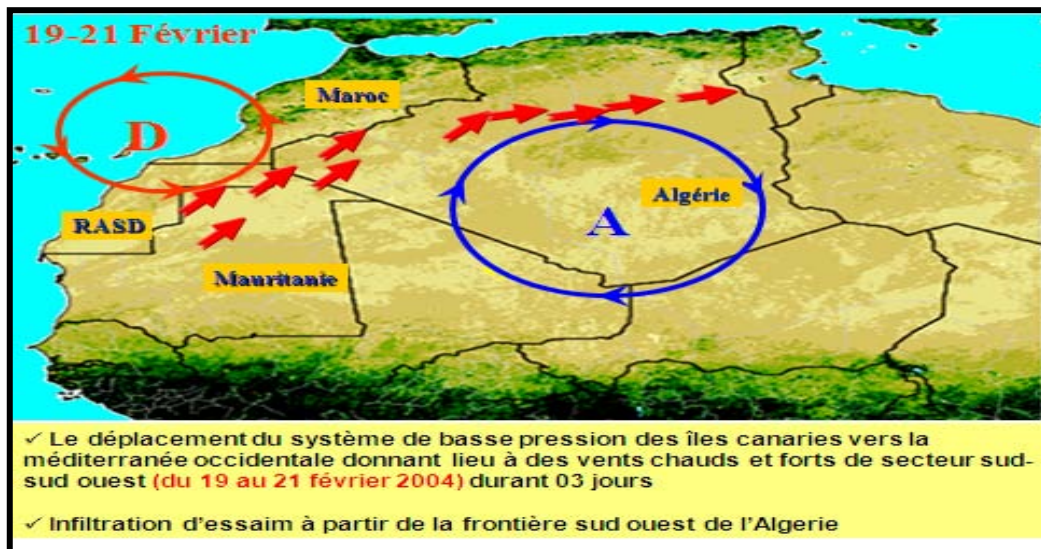 19-21 Février
Maroc
D
Algérie
A
RASD
Mauritanie
✓ Le déplacement du système de basse pression des îles canaries vers la
méditerranée occidentale donnant lieu à des vents chauds et forts de secteur sud-
sud ouest (du 19 au 21 février 2004) durant 03 jours
✓ Infiltration d’essaim à partir de la frontière sud ouest de l’Algerie